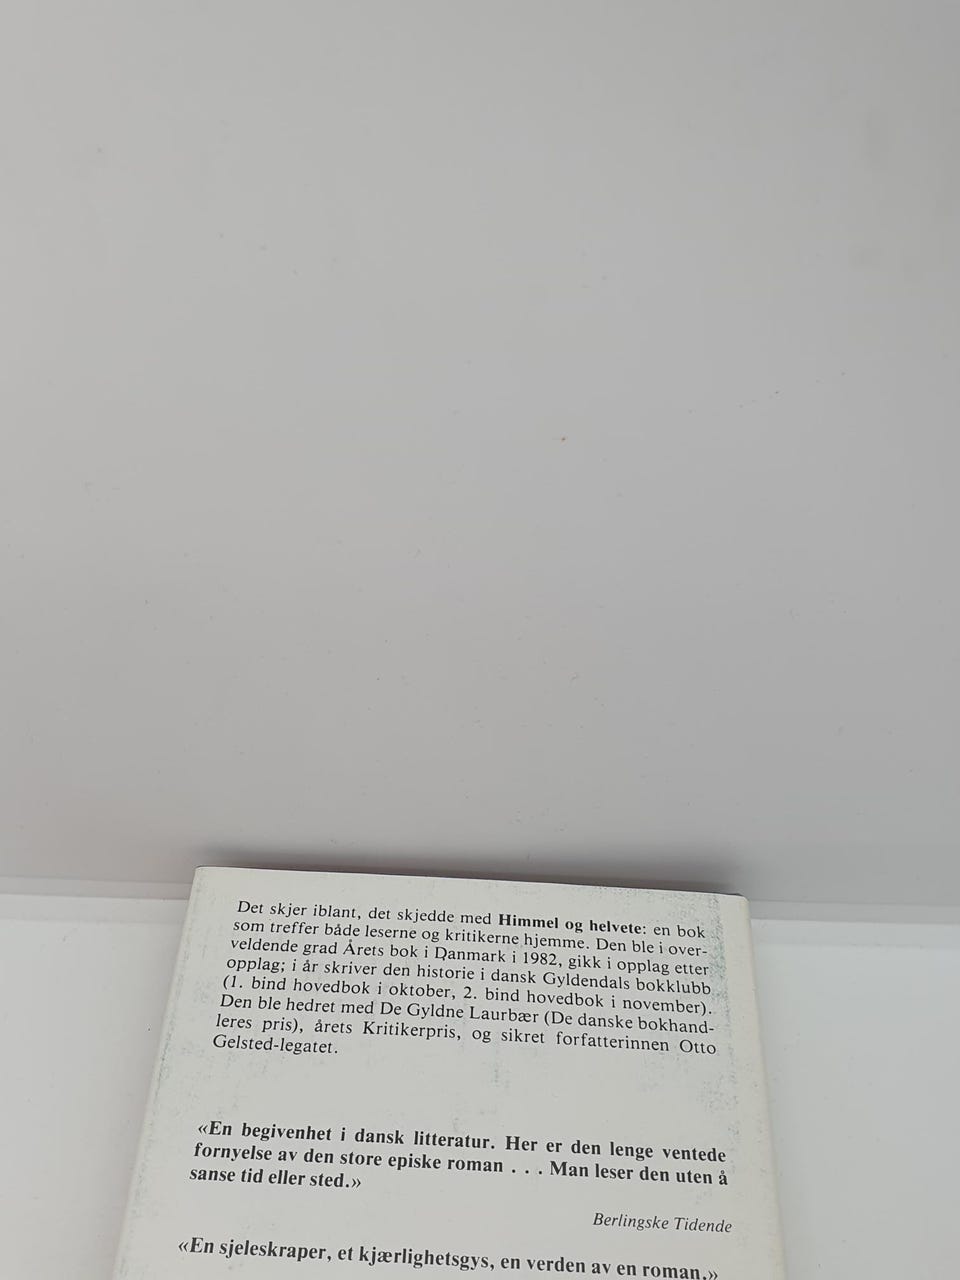 Det skjer iblant, det skjedde med Himmel og helvete: en bok
som treffer både leserne og kritikerne hjemme. Den ble i over-
veldende grad Årets bok i Danmark i 1982, gikk i opplag etter
opplag; i år skriver den historie i dansk Gyldendals bokklubb
(1. bind hovedbok i oktober, 2. bind hovedbok i november).
Den ble hedret med De Gyldne Laurbær (De danske bokhand-
leres pris), årets Kritikerpris, og sikret forfatterinnen Otto
Gelsted-legatet.
«En begivenhet i dansk litteratur. Her er den lenge ventede
fornyelse av den store episke roman . . . Man leser den uten å
sanse tid eller sted.»
Berlingske Tidende
«En sjeleskraper, et kjærlighetsgys, en verden av en roman.»